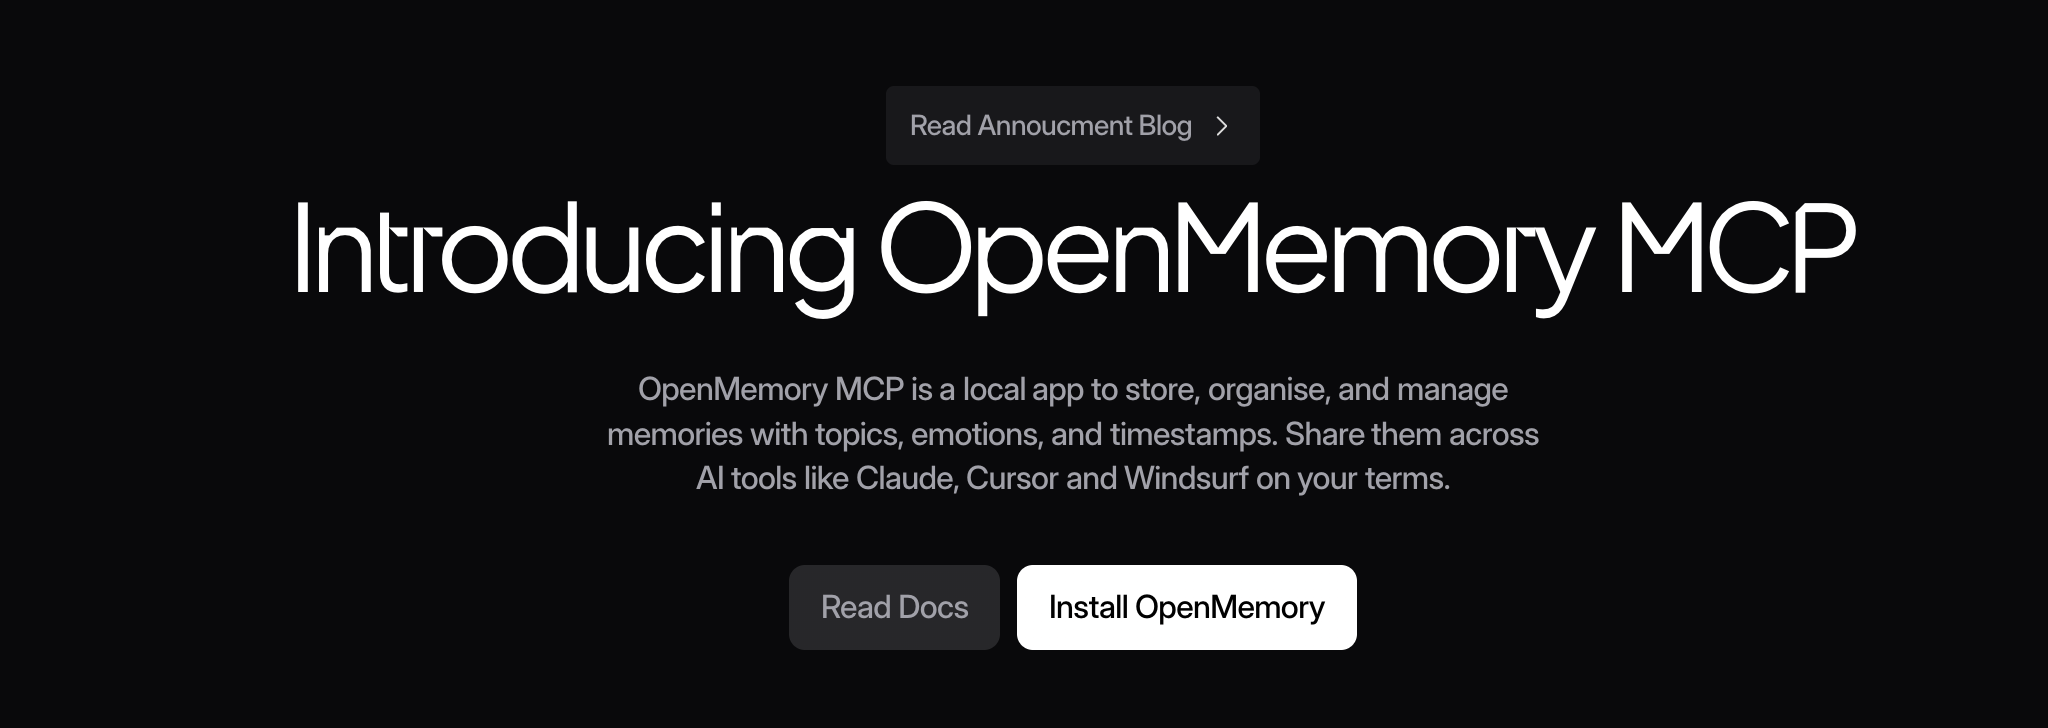 Read Annoucment Blog
Introducing OpenMemory MCP
OpenMemory MCP is a local app to store, organise, and manage
memories with topics, emotions, and timestamps. Share them across
AI tools like Claude, Cursor and Windsurf on your terms.
Read Docs
Install OpenMemory